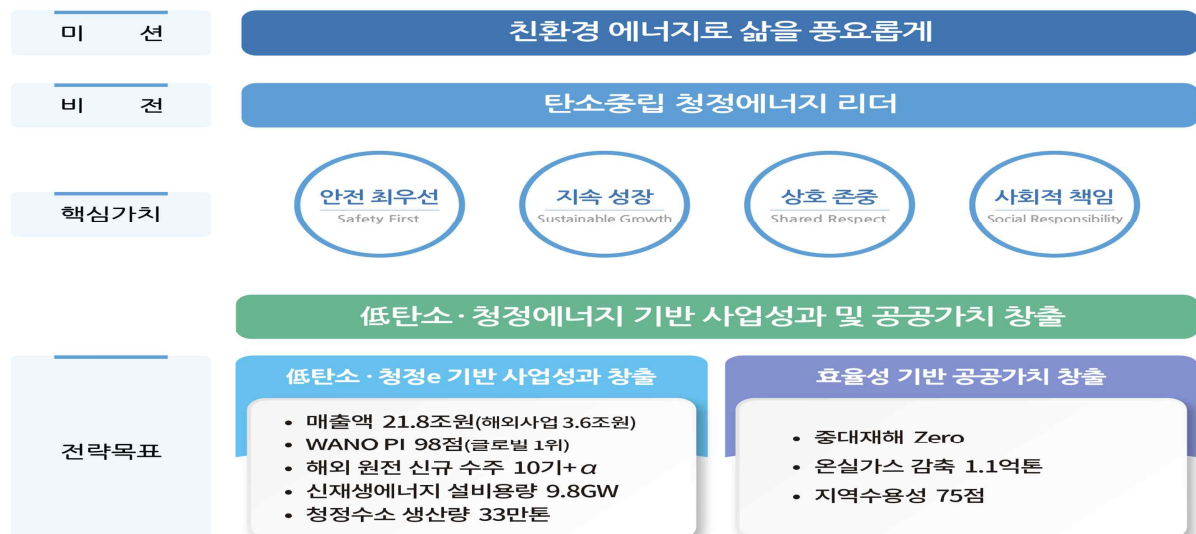 미 션
친환경 에너지로 삶을 풍요롭게
비 전
탄소중립 청정에너지 리더
핵심가치
안전 최우선
Safety First
지속 성장
Sustainable Growth
상호 존중
Shared Respect
사회적 책임
Social Responsibility
低탄소·청정에너지 기반 사업성과 및 공공가치 창출
전략목표
低탄소·청정e 기반 사업성과 창출
• 매출액 21.8조원(해외사업 3.6조원)
• WANO PI 98점(글로벌 1위)
• 해외 원전 신규 수주 10기+α
• 신재생에너지 설비용량 9.8GW
• 청정수소 생산량 33만톤
효율성 기반 공공가치 창출
• 중대재해 Zero
• 온실가스 감축 1.1억톤
• 지역수용성 75점